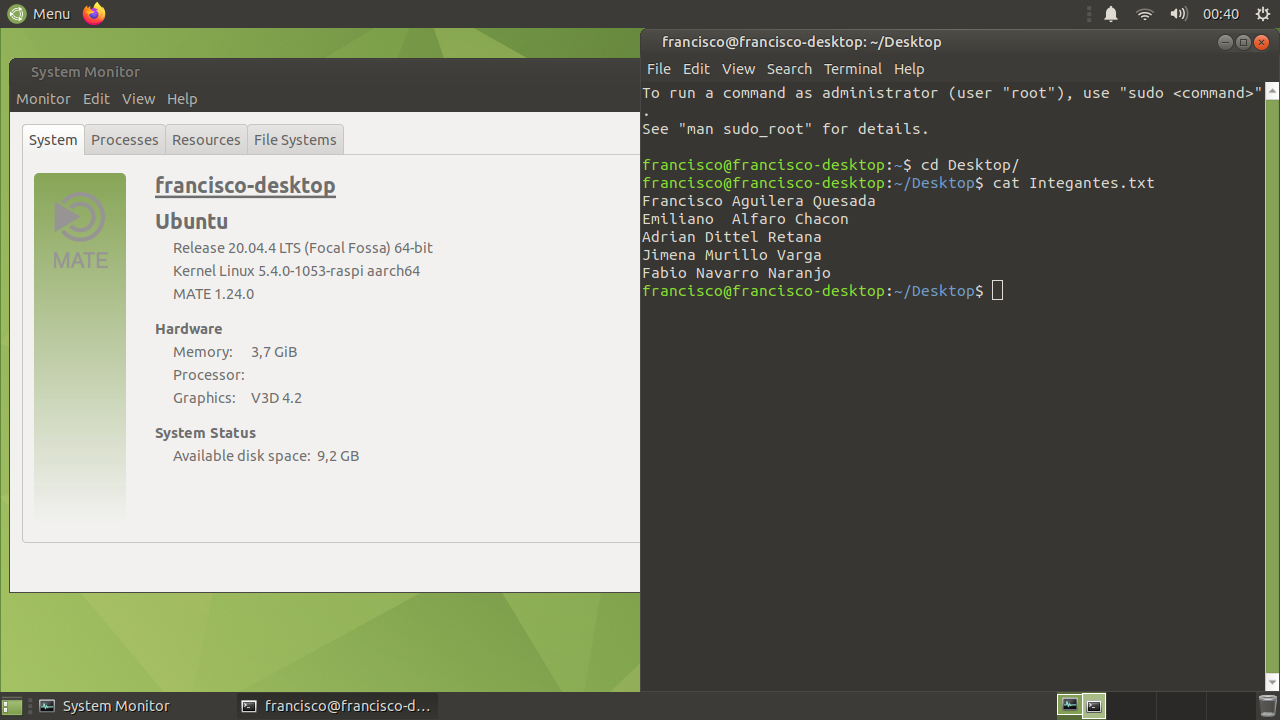 Menu
00:40
System Monitor
Monitor Edit View Help
System Processes Resources File Systems
MATE
francisco-desktop
Ubuntu
Release 20.04.4 LTS (Focal Fossa) 64-bit
Kernel Linux 5.4.0-1053-raspi aarch64
MATE 1.24.0
Hardware
Memory: 3,7 GiB
Processor:
Graphics: V3D 4.2
System Status
Available disk space: 9,2 GB
francisco@francisco-desktop: ~/Desktop
File Edit View Search Terminal Help
To run a command as administrator (user "root"), use "sudo <command>"
.
See "man sudo_root" for details.
francisco@francisco-desktop:~$ cd Desktop/
francisco@francisco-desktop:~/Desktop$ cat Integantes.txt
Francisco Aguilera Quesada
Emiliano  Alfaro Chacon
Adrian Dittel Retana
Jimena Murillo Varga
Fabio Navarro Naranjo
francisco@francisco-desktop:~/Desktop$
System Monitor
francisco@francisco-d...